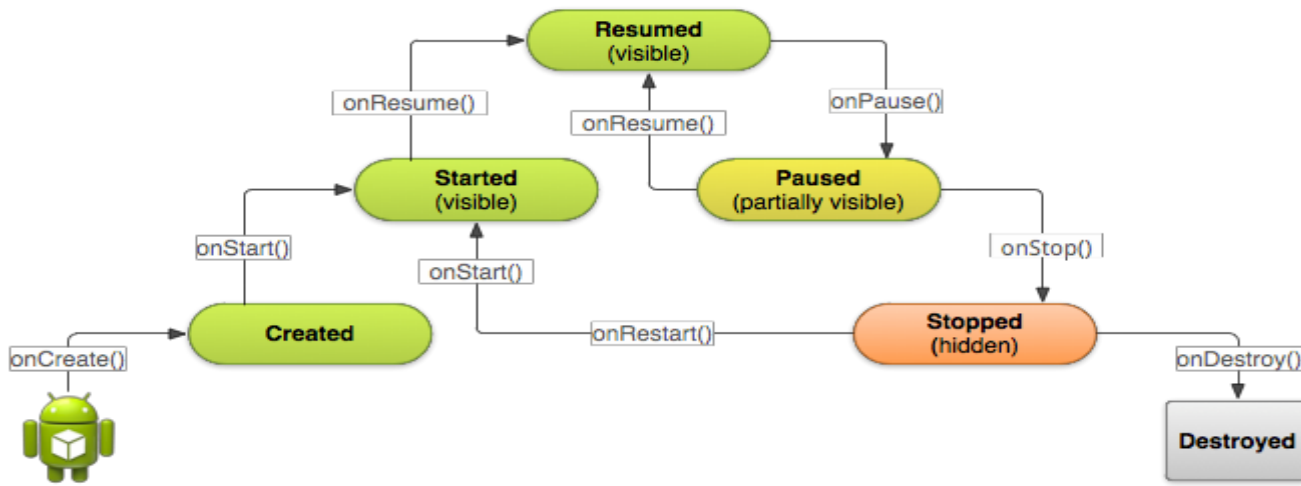 Resumed
(visible)
onResume()
onResume()
onPause()
Started
(visible)
Paused
(partially visible)
onStart()
onStart()
onStop()
Created
onRestart()
Stopped
(hidden)
onCreate()
onDestroy()
Destroyed